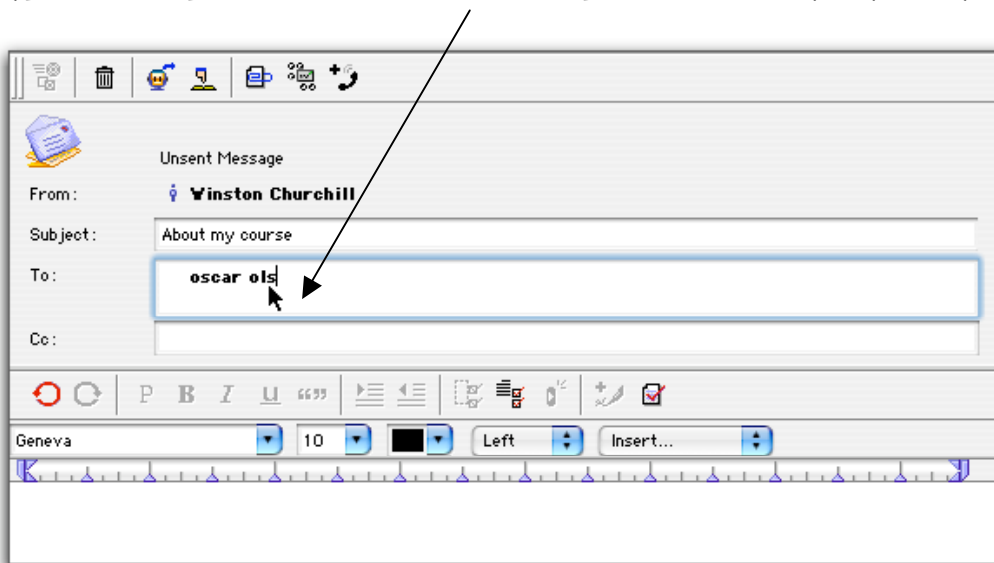 Unsent Message
From: Winston Churchill
Subject: About my course
To: oscar ols
Cc:
P B I U “”
Geneva 10 Left Insert...